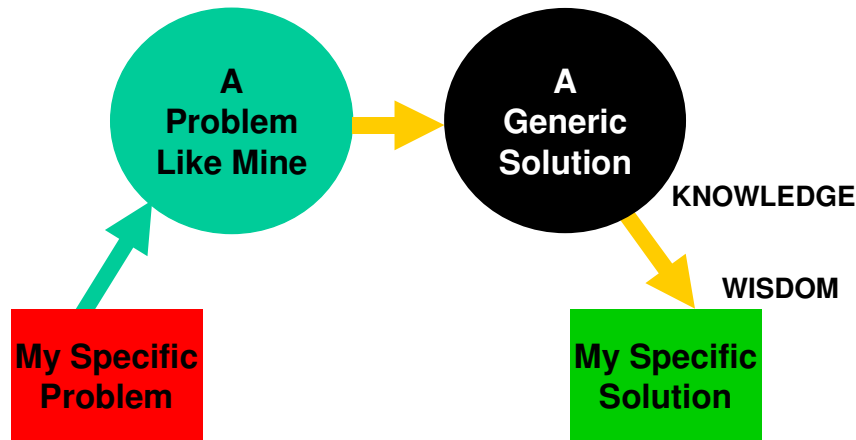 A
Problem
Like Mine
A
Generic
Solution
KNOWLEDGE
WISDOM
My Specific
Problem
My Specific
Solution